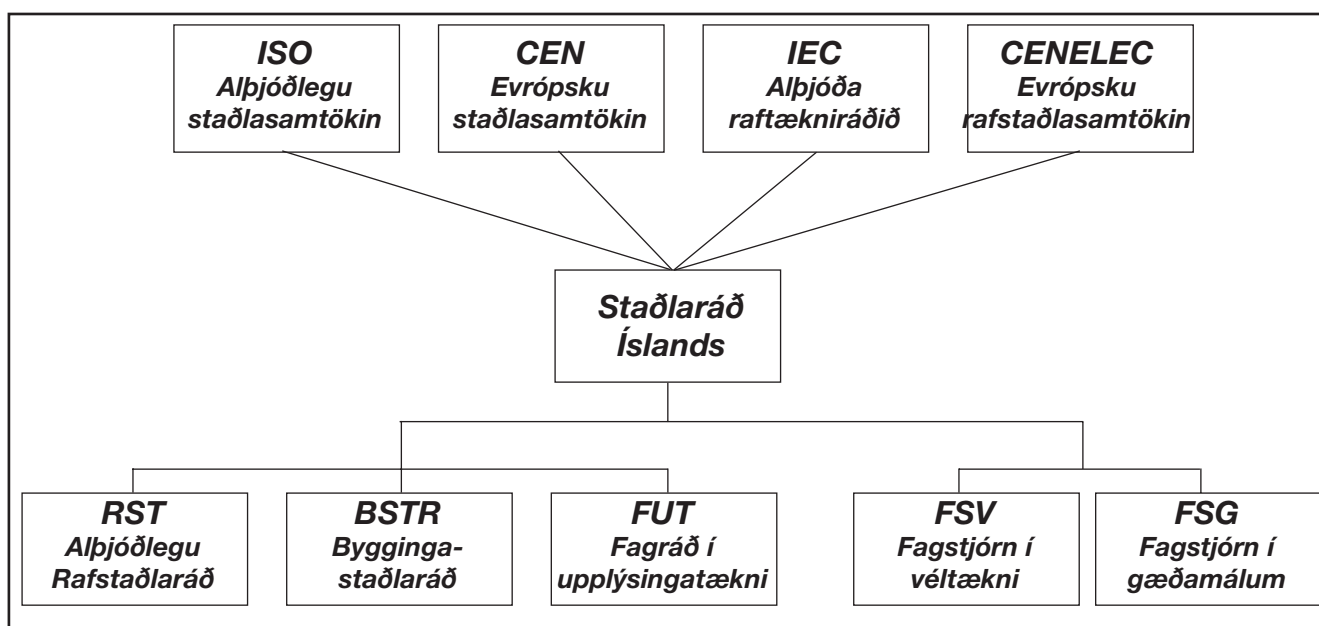 ISO
Alþjóðlegu
staðlasamtökin
CEN
Evrópsku
staðlasamtökin
IEC
Alþjóða
raftækniráðið
CENELEC
Evrópsku
rafstaðlasamtökin
Staðlaráð
Íslands
RST
Alþjóðlegu
Rafstaðlaráð
BSTR
Bygginga-
staðlaráð
FUT
Fagráð í
upplýsingatækni
FSV
Fagstjórn í
véltækni
FSG
Fagstjórn í
gæðamálum